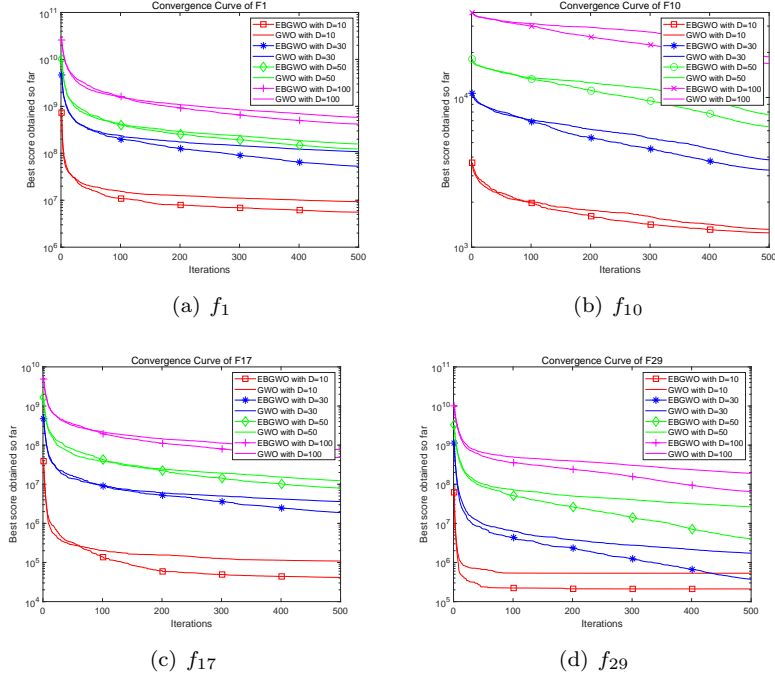 Convergence Curve of F1
10^11
10^10
10^9
10^8
10^7
10^6
Best score obtained so far
0 100 200 300 400 500
Iterations
EBGWO with D=10
GWO with D=10
EBGWO with D=30
GWO with D=30
EBGWO with D=50
GWO with D=50
EBGWO with D=100
GWO with D=100
(a) f1
Convergence Curve of F10
10^4
10^3
Best score obtained so far
0 100 200 300 400 500
Iterations
EBGWO with D=10
GWO with D=10
EBGWO with D=30
GWO with D=30
EBGWO with D=50
GWO with D=50
EBGWO with D=100
GWO with D=100
(b) f10
Convergence Curve of F17
10^10
10^9
10^8
10^7
10^6
10^5
10^4
Best score obtained so far
0 100 200 300 400 500
Iterations
EBGWO with D=10
GWO with D=10
EBGWO with D=30
GWO with D=30
EBGWO with D=50
GWO with D=50
EBGWO with D=100
GWO with D=100
(c) f17
Convergence Curve of F29
10^11
10^10
10^9
10^8
10^7
10^6
10^5
Best score obtained so far
0 100 200 300 400 500
Iterations
EBGWO with D=10
GWO with D=10
EBGWO with D=30
GWO with D=30
EBGWO with D=50
GWO with D=50
EBGWO with D=100
GWO with D=100
(d) f29